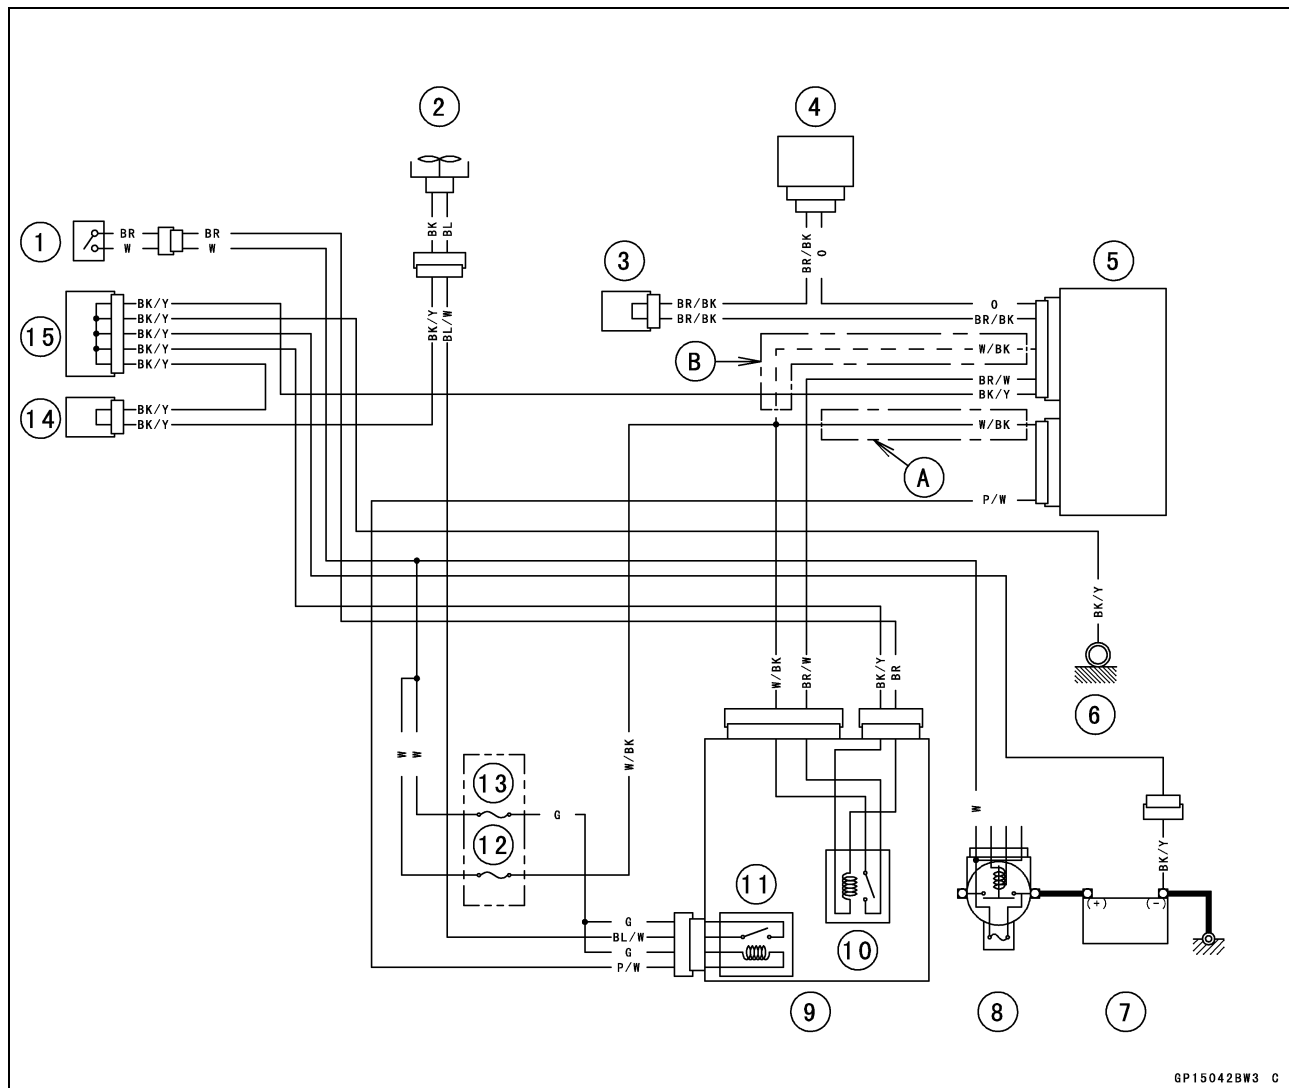 2
4
BK
BL
BR/BK
O
1
BR
BR
W
W
3
5
BR/BK
O
BR/BK
BR/BK
BK/Y
BK/Y
BK/Y
BK/Y
BK/Y
15
BK/Y
BL/W
B
W/BK
BR/W
BK/Y
14
BK/Y
BK/Y
W/BK
A
P/W
BK/Y
W/BK
BR/W
BK/Y
BR
6
W
W
W/BK
13
G
12
W
BK/Y
11
(+)
(-)
G
BL/W
G
P/W
10
9
8
7
GP15042BW3 C